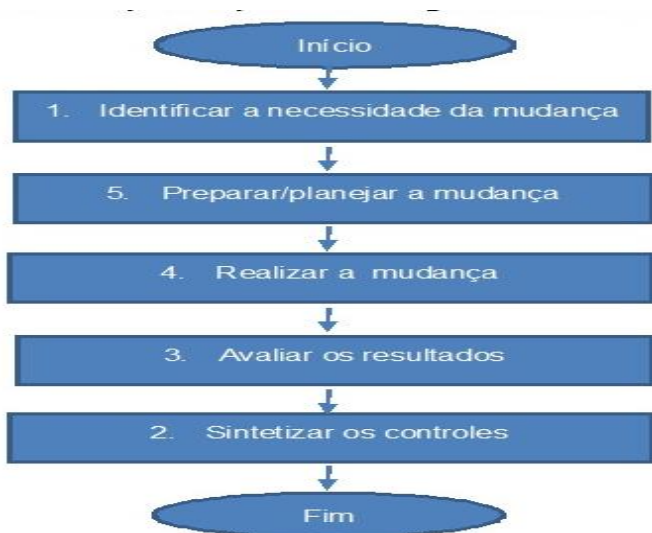 Início
1. Identificar a necessidade da mudança
5. Preparar/planejar a mudança
4. Realizar a mudança
3. Avaliar os resultados
2. Sintetizar os controles
Fim